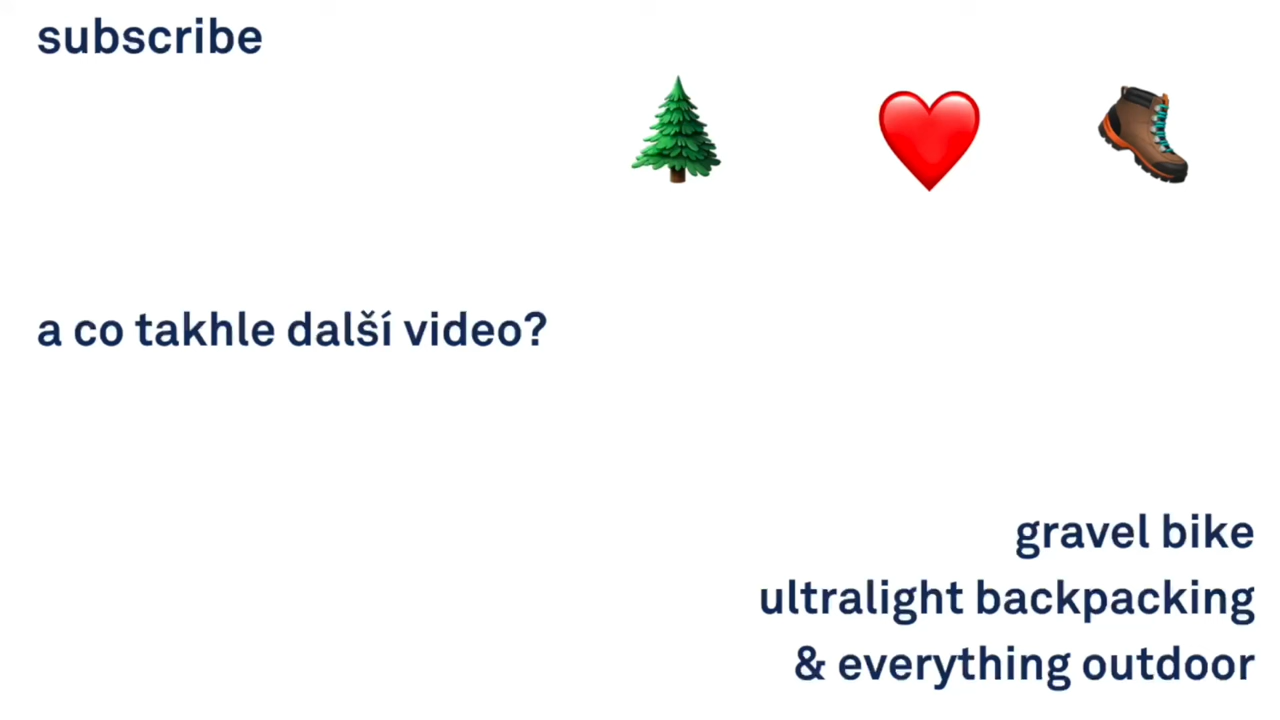 subscribe
a co takhle další video?
gravel bike
ultralight backpacking
& everything outdoor